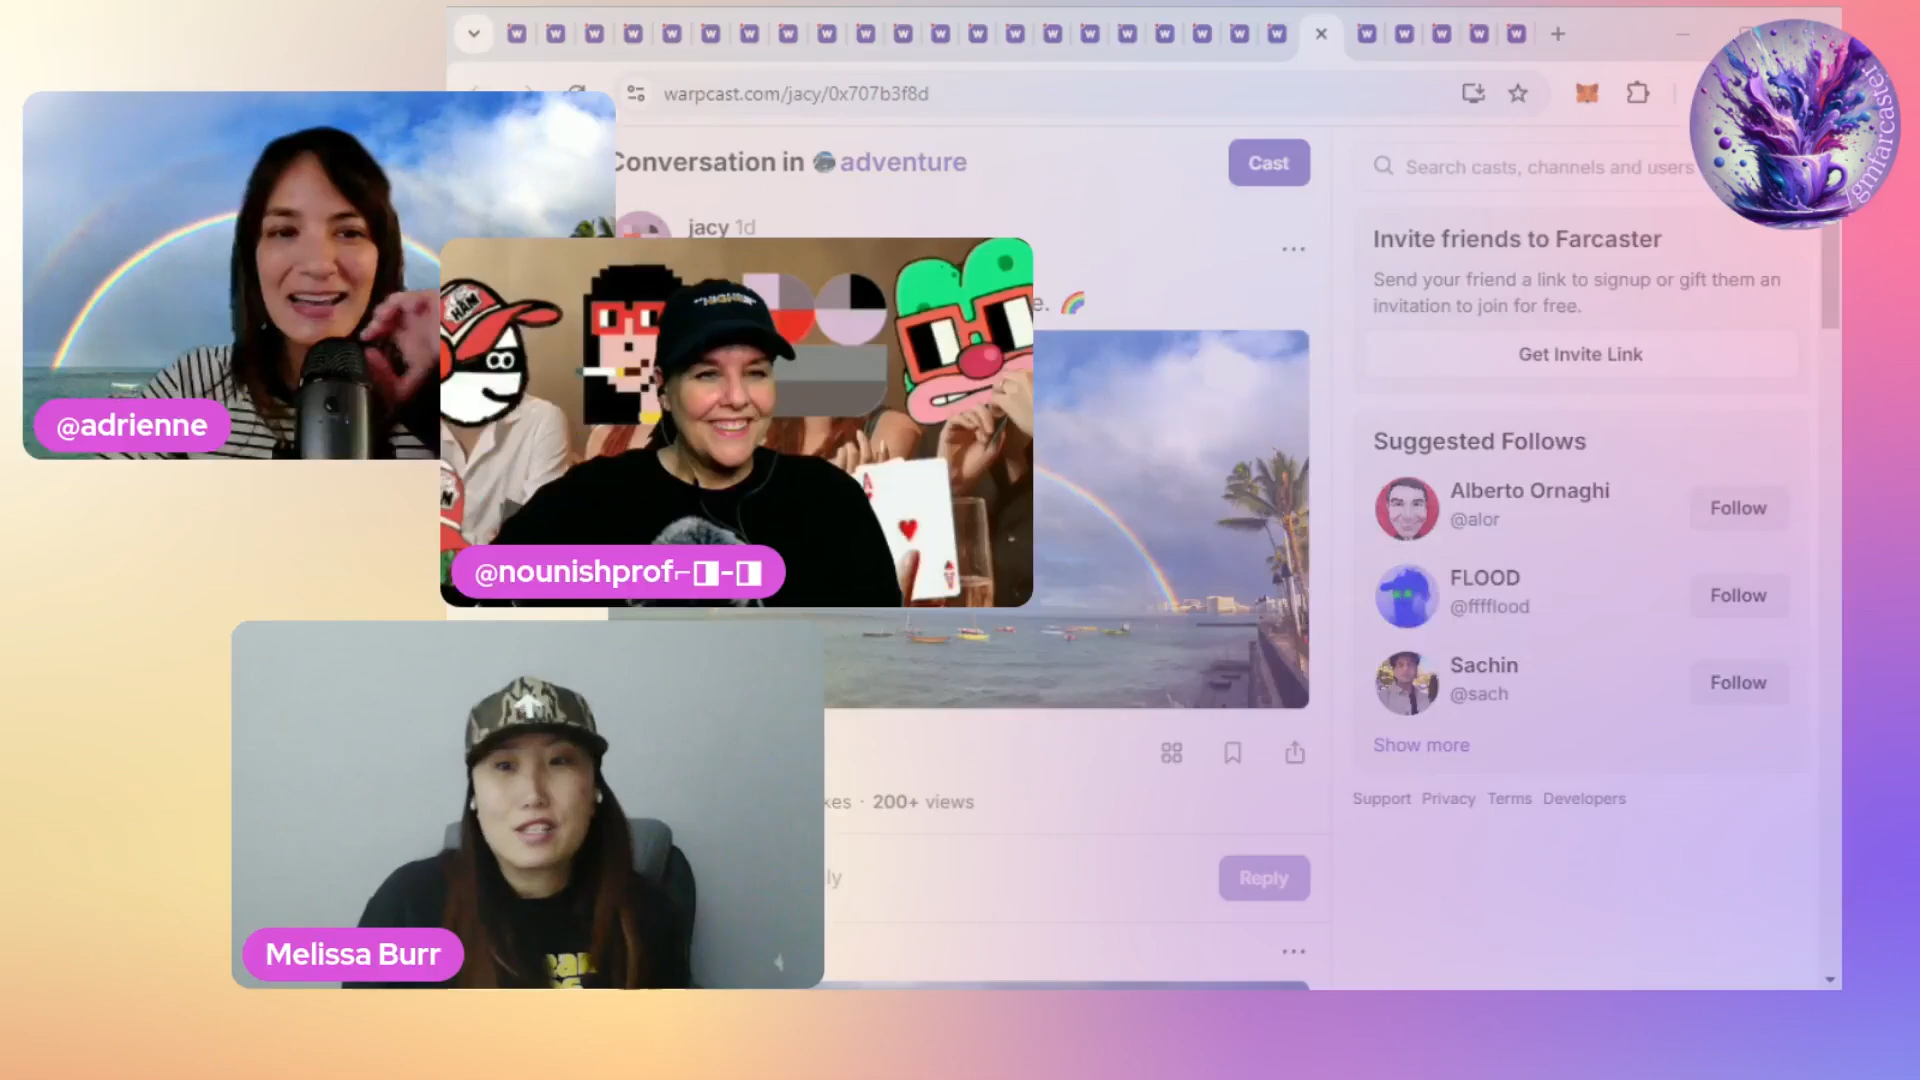 warpcast.com/jacy/0x707b3f8d
Conversation in adventure
Cast
jacy 1d
Search casts, channels and users
/gmfarcaster
Invite friends to Farcaster
Send your friend a link to signup or gift them an
invitation to join for free.
Get Invite Link
Suggested Follows
Alberto Ornaghi
@alor
Follow
FLOOD
@fffflood
Follow
Sachin
@sach
Follow
Show more
Support Privacy Terms Developers
HAM
@adrienne
A
A
@nounishprof⌐◨-◨
kes · 200+ views
ly
Reply
Melissa Burr